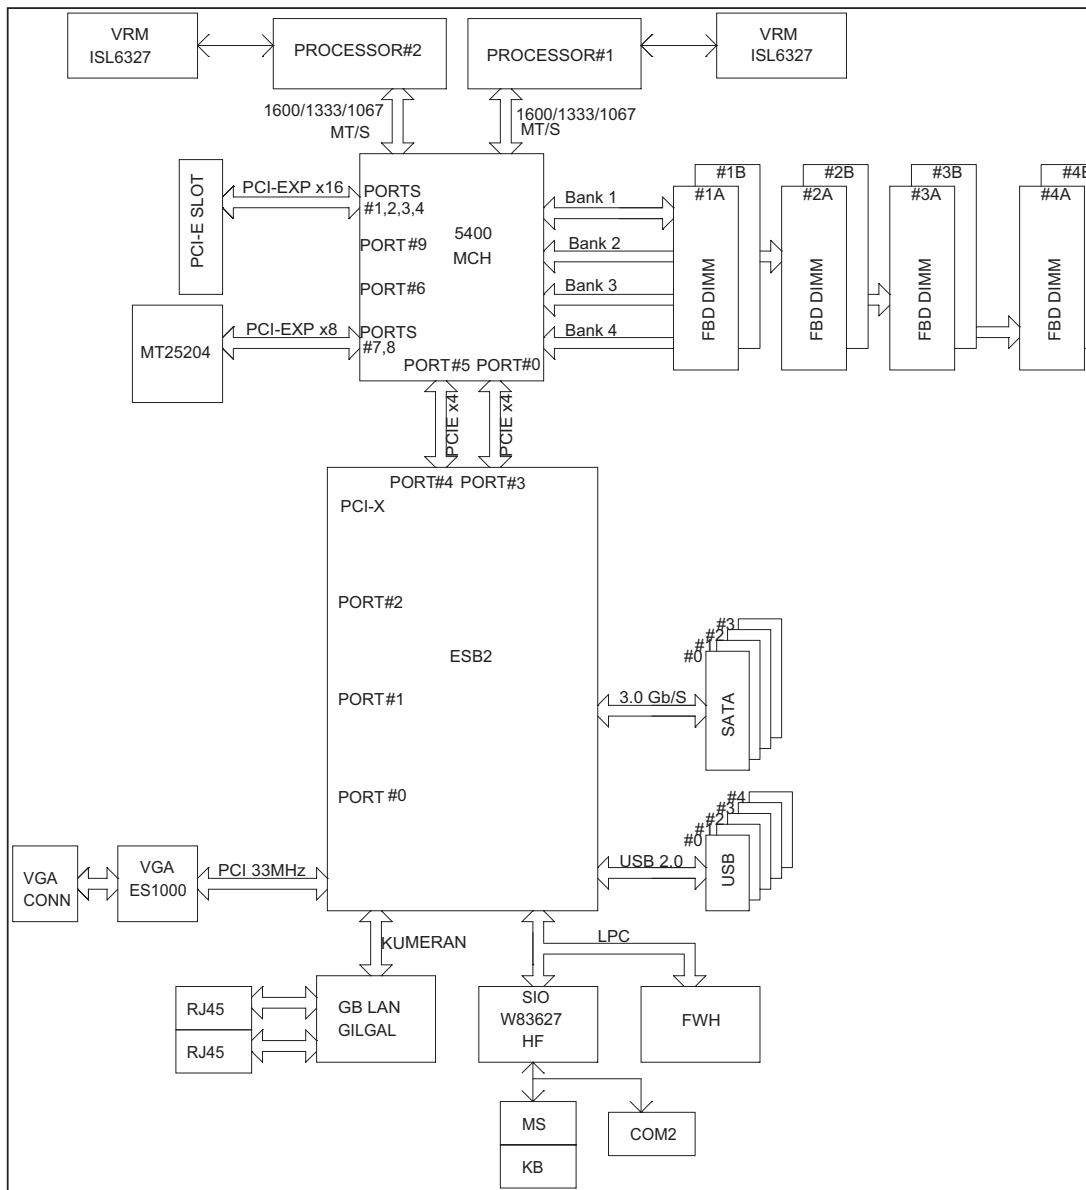 VRM
ISL6327
PROCESSOR#2
PROCESSOR#1
VRM
ISL6327
1600/1333/1067
MT/S
1600/1333/1067
MT/S
PCI-E SLOT
PCI-EXP x16
PORTS
#1,2,3,4
PORT#9
PORT#6
5400
MCH
MT25204
PCI-EXP x8
PORTS
#7,8
PORT#5
PORT#0
Bank 1
Bank 2
Bank 3
Bank 4
#1B
#1A
FBD DIMM
#2B
#2A
FBD DIMM
#3B
#3A
FBD DIMM
#4B
#4A
FBD DIMM
PCIE x4
PCIE x4
PORT#4
PORT#3
PCI-X
PORT#2
ESB2
PORT#1
PORT #0
#3
#2
#1
#0
3.0 Gb/S
SATA
#4
#3
#2
#1
#0
USB 2.0
USB
VGA
CONN
VGA
ES1000
PCI 33MHz
KUMERAN
LPC
RJ45
RJ45
GB LAN
GILGAL
SIO
W83627
HF
FWH
MS
KB
COM2